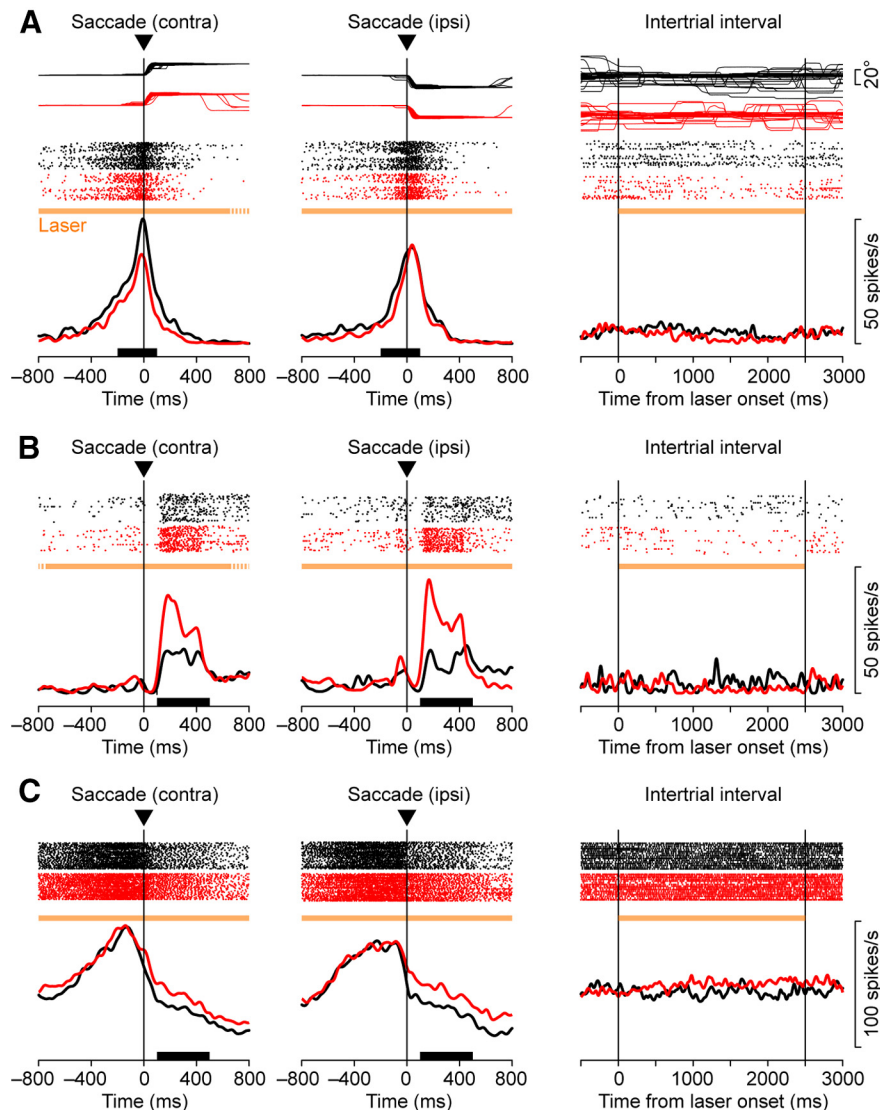 A
Saccade (contra)
Saccade (ipsi)
Intertrial interval
20°
Laser
50 spikes/s
–800 –400 0 400 800
–800 –400 0 400 800
0 1000 2000 3000
Time (ms)
Time (ms)
Time from laser onset (ms)
B
Saccade (contra)
Saccade (ipsi)
Intertrial interval
50 spikes/s
–800 –400 0 400 800
–800 –400 0 400 800
0 1000 2000 3000
Time (ms)
Time (ms)
Time from laser onset (ms)
C
Saccade (contra)
Saccade (ipsi)
Intertrial interval
100 spikes/s
–800 –400 0 400 800
–800 –400 0 400 800
0 1000 2000 3000
Time (ms)
Time (ms)
Time from laser onset (ms)